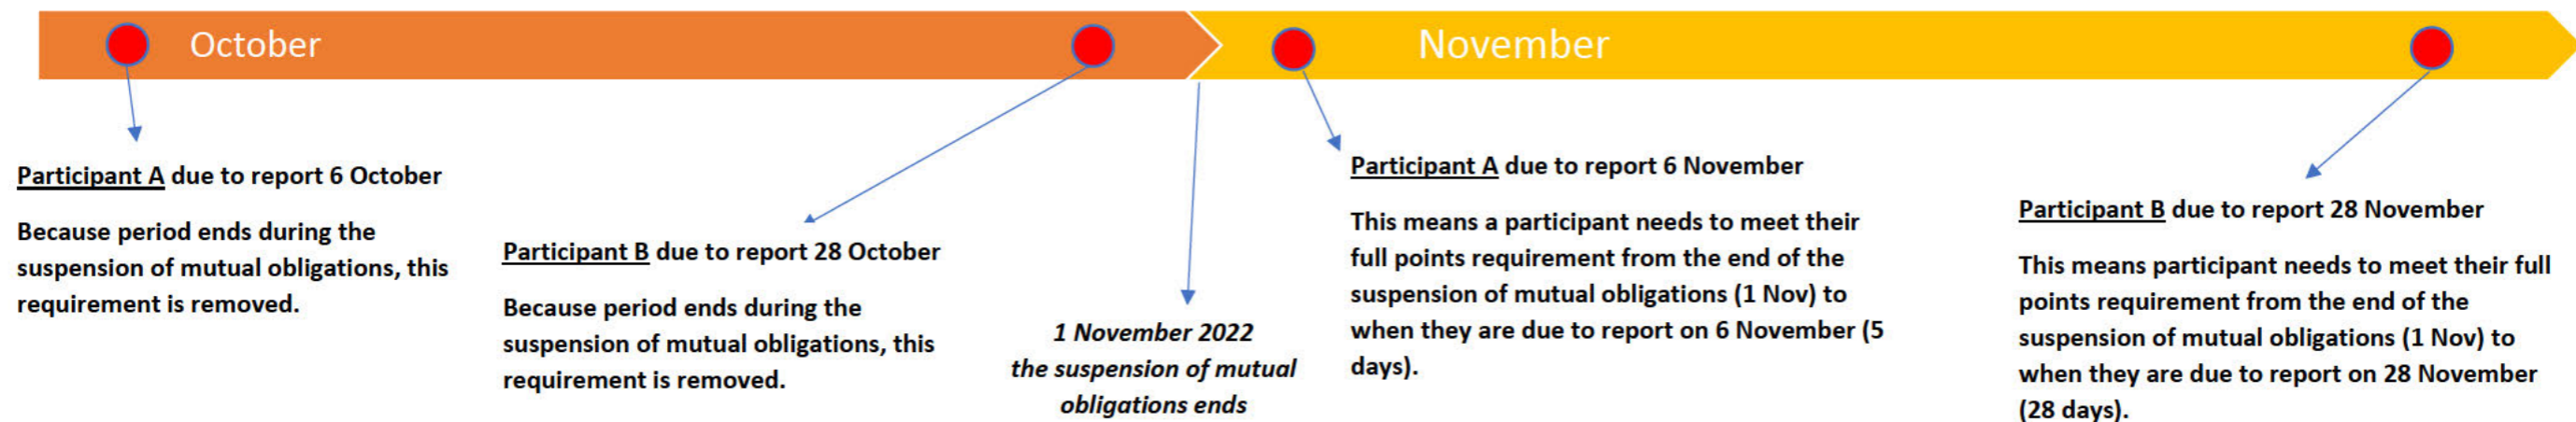 October
November
Participant A due to report 6 October
Because period ends during the
suspension of mutual obligations, this
requirement is removed.
Participant B due to report 28 October
Because period ends during the
suspension of mutual obligations, this
requirement is removed.
1 November 2022
the suspension of mutual
obligations ends
Participant A due to report 6 November
This means a participant needs to meet their
full points requirement from the end of the
suspension of mutual obligations (1 Nov) to
when they are due to report on 6 November (5
days).
Participant B due to report 28 November
This means participant needs to meet their full
points requirement from the end of the
suspension of mutual obligations (1 Nov) to
when they are due to report on 28 November
(28 days).